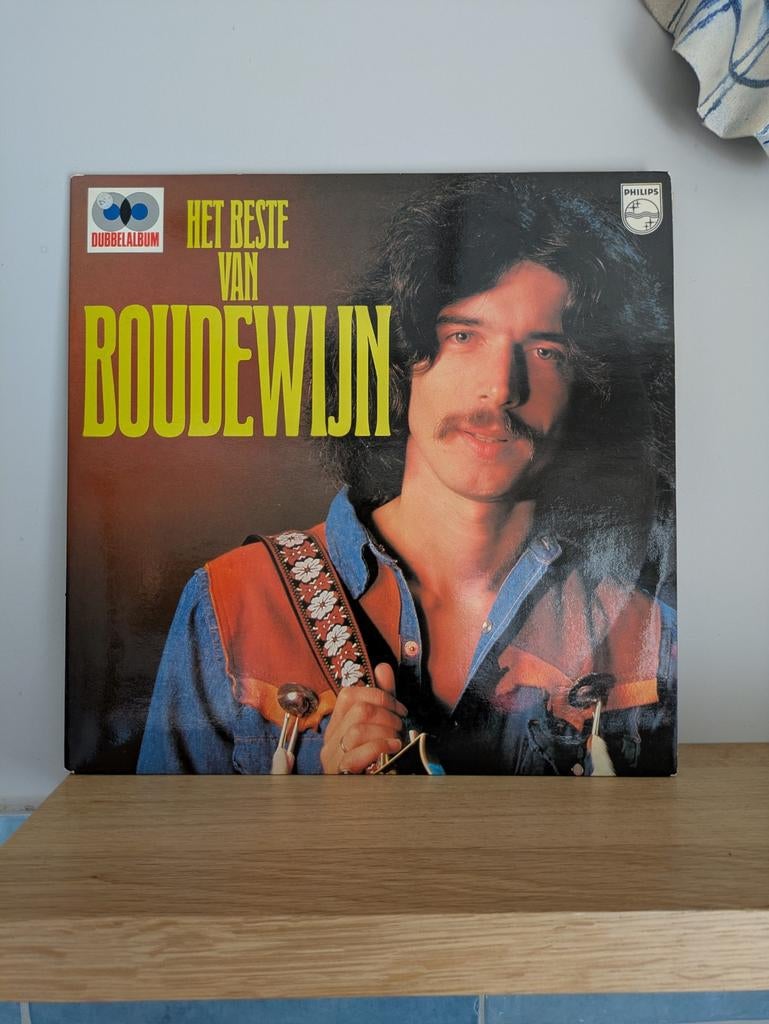 DUBBELALBUM
HET BESTE
VAN
BOUDEWIJN
PHILIPS